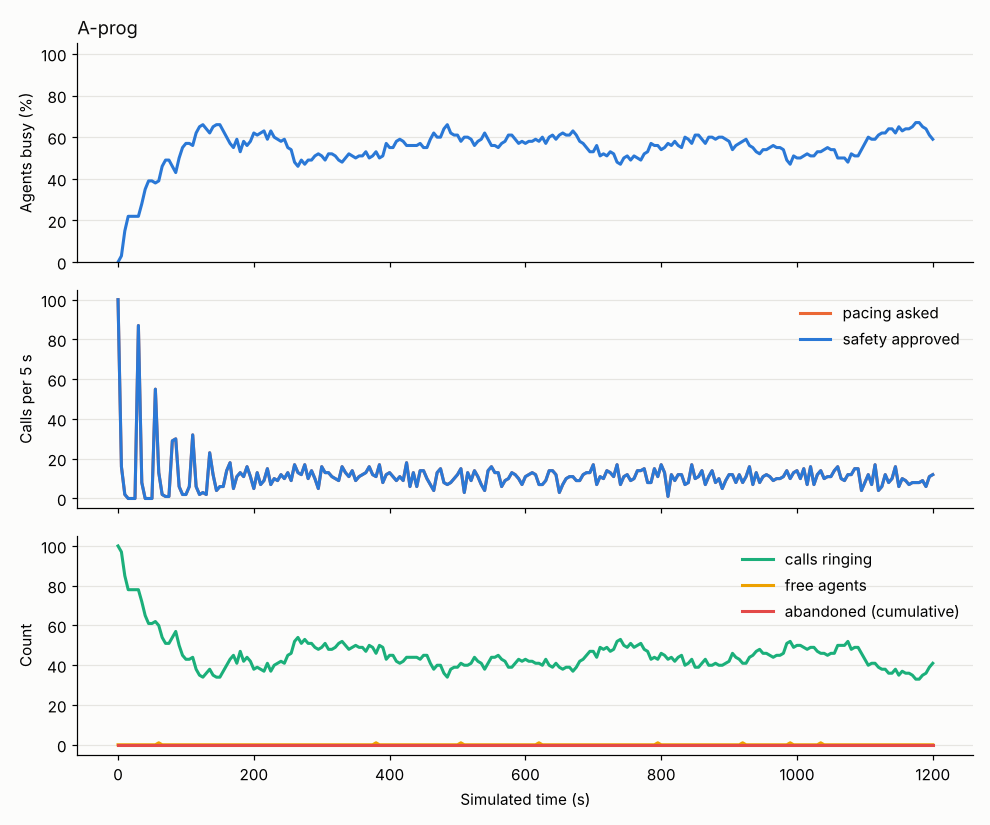 A-prog
100
80
60
40
20
0
Agents busy (%)
100
80
60
40
20
0
Calls per 5 s
pacing asked
safety approved
100
80
60
40
20
0
Count
calls ringing
free agents
abandoned (cumulative)
0 200 400 600 800 1000 1200
Simulated time (s)